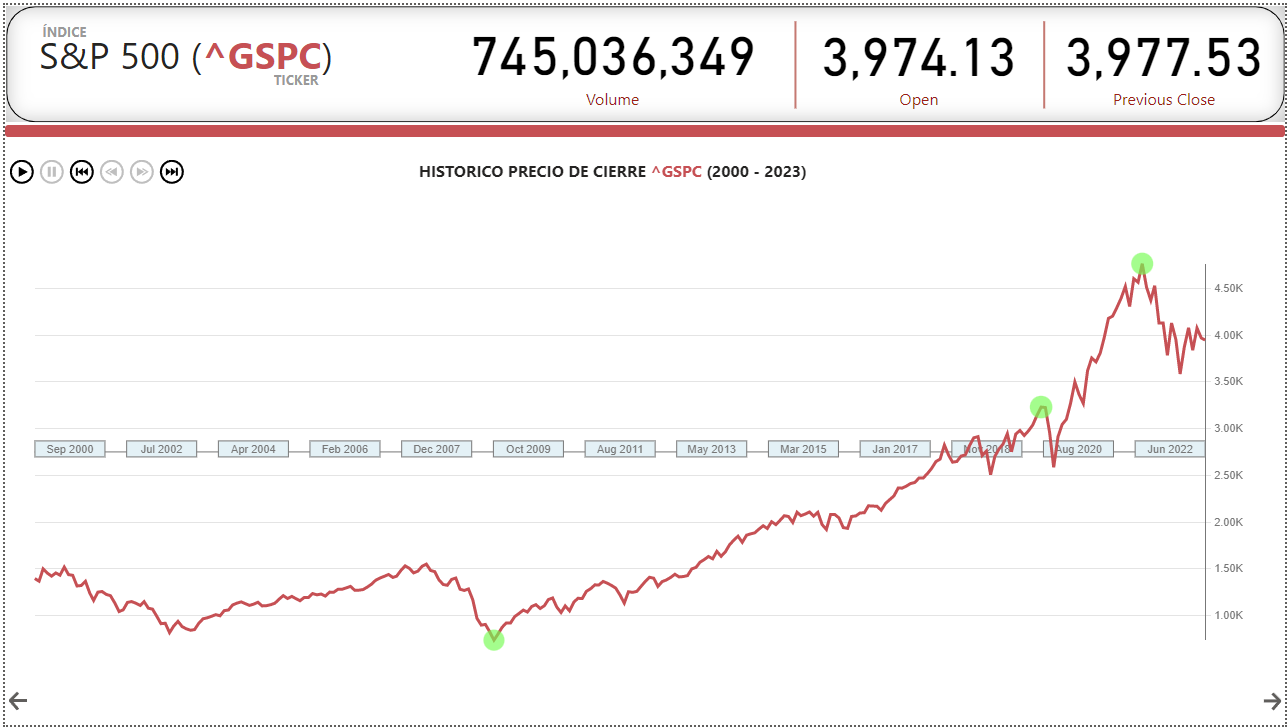 ÍNDICE
S&P 500 (^GSPC)
TICKER
745,036,349
Volume
3,974.13
Open
3,977.53
Previous Close
HISTORICO PRECIO DE CIERRE ^GSPC (2000 - 2023)
4.50K
4.00K
3.50K
3.00K
Sep 2000 Jul 2002 Apr 2004 Feb 2006 Dec 2007 Oct 2009 Aug 2011 May 2013 Mar 2015 Jan 2017 Nov 2018 Aug 2020 Jun 2022
2.50K
2.00K
1.50K
1.00K